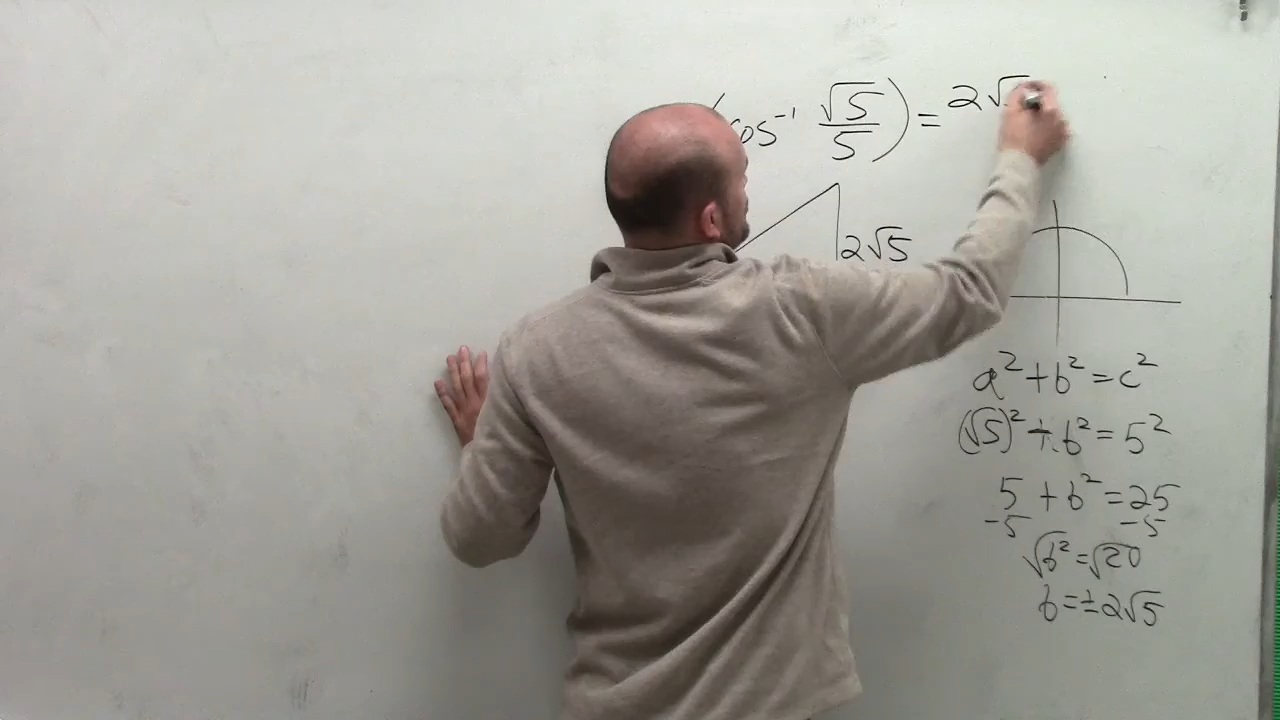 (cos⁻¹ √5/5) = 2√
2√5
a² + b² = c²
(√5)² + b² = 5²
5 + b² = 25
-5 -5
√b² = √20
b = ± 2√5